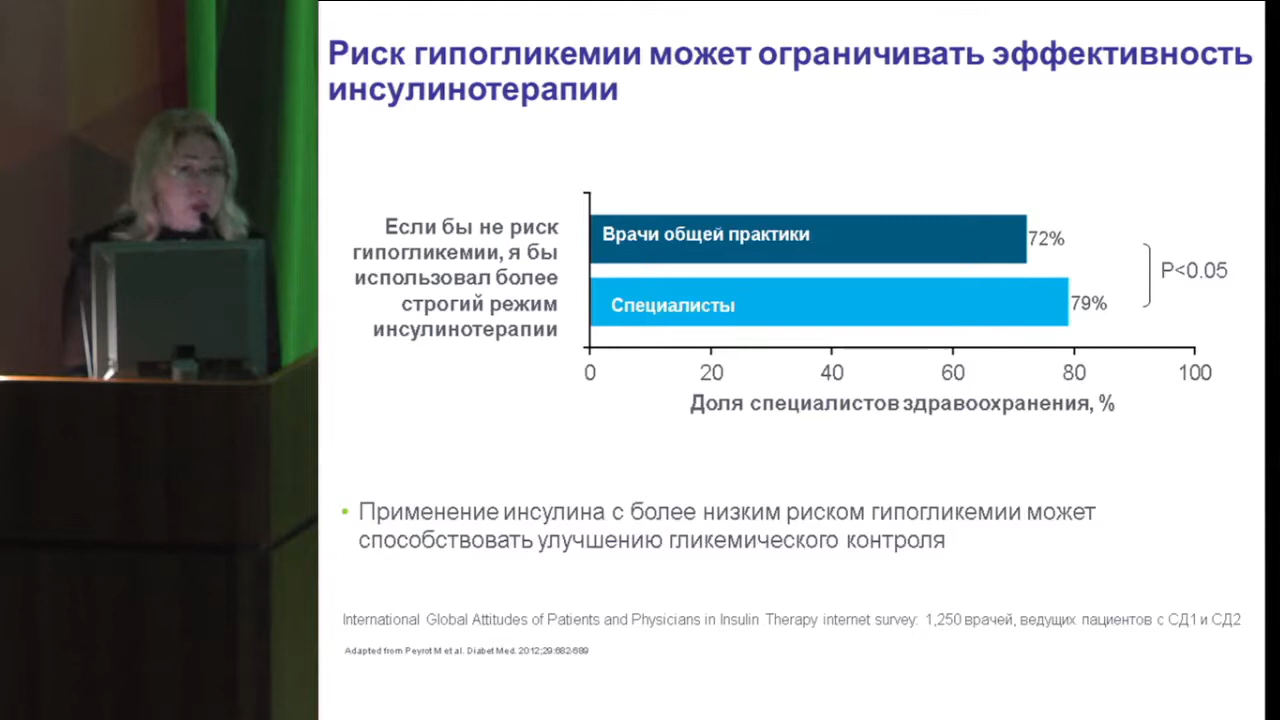 Риск гипогликемии может ограничивать эффективность
инсулинотерапии
Если бы не риск
гипогликемии, я бы
использовал более
строгий режим
инсулинотерапии
Врачи общей практики
72%
Специалисты
79%
P<0.05
0 20 40 60 80 100
Доля специалистов здравоохранения, %
• Применение инсулина с более низким риском гипогликемии может
способствовать улучшению гликемического контроля
International Global Attitudes of Patients and Physicians in Insulin Therapy internet survey: 1,250 врачей, ведущих пациентов с СД1 и СД2
Adapted from Peyrot M et al. Diabet Med. 2012;29:682-689